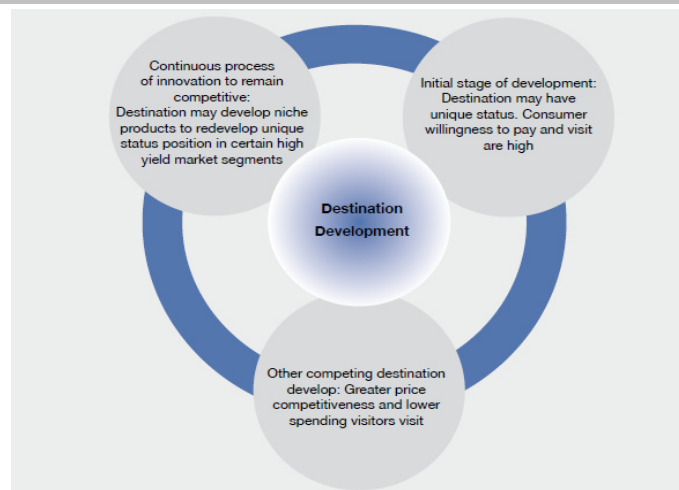 Continuous process
of innovation to remain
competitive:
Destination may develop niche
products to redevelop unique
status position in certain high
yield market segments
Initial stage of development:
Destination may have
unique status. Consumer
willingness to pay and visit
are high
Destination
Development
Other competing destination
develop: Greater price
competitiveness and lower
spending visitors visit